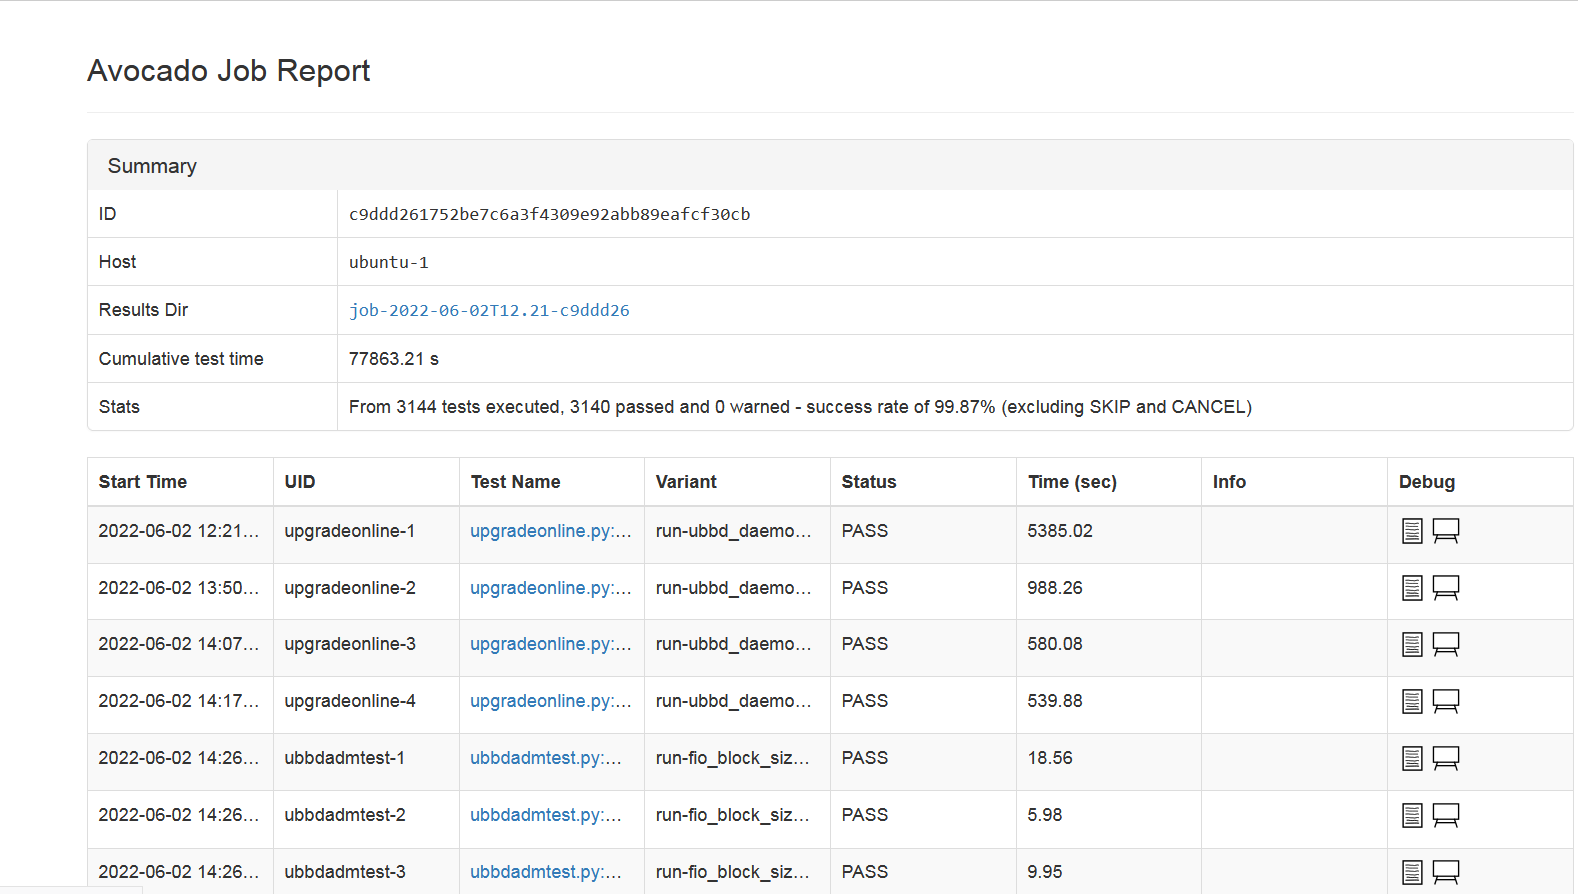 Avocado Job Report
Summary
ID c9ddd261752be7c6a3f4309e92abb89eafcf30cb
Host ubuntu-1
Results Dir job-2022-06-02T12.21-c9ddd26
Cumulative test time 77863.21 s
Stats From 3144 tests executed, 3140 passed and 0 warned - success rate of 99.87% (excluding SKIP and CANCEL)
Start Time UID Test Name Variant Status Time (sec) Info Debug
2022-06-02 12:21... upgradeonline-1 upgradeonline.py:... run-ubbd_daemo... PASS 5385.02
2022-06-02 13:50... upgradeonline-2 upgradeonline.py:... run-ubbd_daemo... PASS 988.26
2022-06-02 14:07... upgradeonline-3 upgradeonline.py:... run-ubbd_daemo... PASS 580.08
2022-06-02 14:17... upgradeonline-4 upgradeonline.py:... run-ubbd_daemo... PASS 539.88
2022-06-02 14:26... ubbdadmtest-1 ubbdadmtest.py:... run-fio_block_siz... PASS 18.56
2022-06-02 14:26... ubbdadmtest-2 ubbdadmtest.py:... run-fio_block_siz... PASS 5.98
2022-06-02 14:26... ubbdadmtest-3 ubbdadmtest.py:... run-fio_block_siz... PASS 9.95